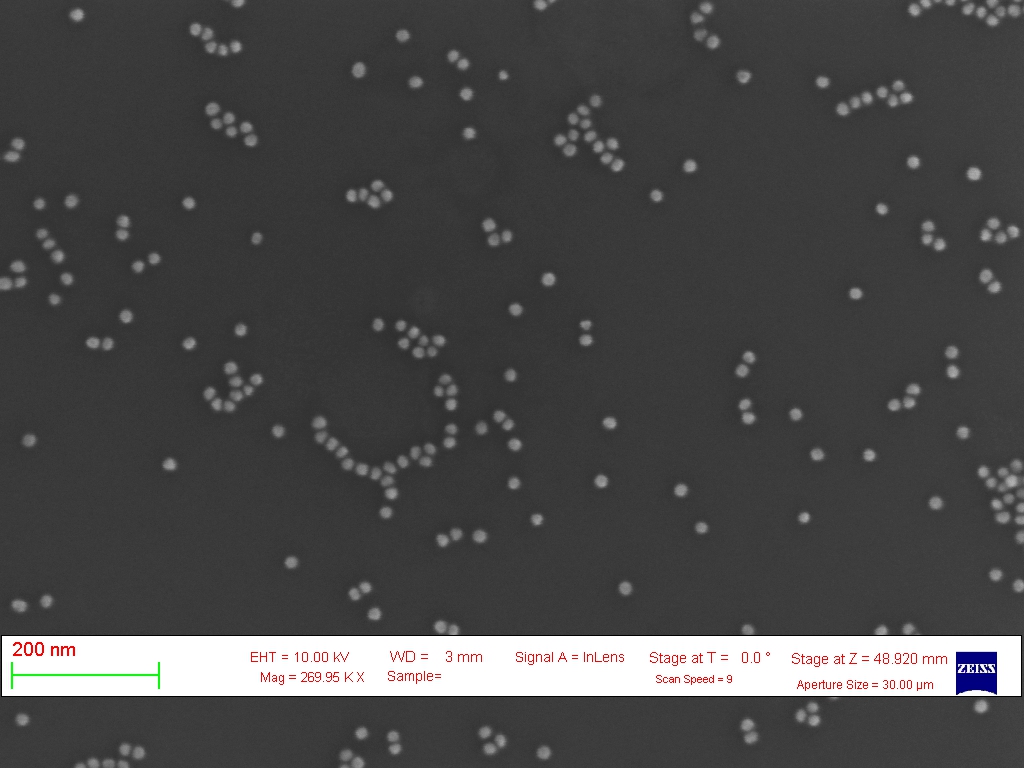 200 nm
EHT = 10.00 kV
Mag = 269.95 K X
WD = 3 mm
Sample=
Signal A = InLens
Stage at T = 0.0 °
Scan Speed = 9
Stage at Z = 48.920 mm
Aperture Size = 30.00 µm
ZEISS